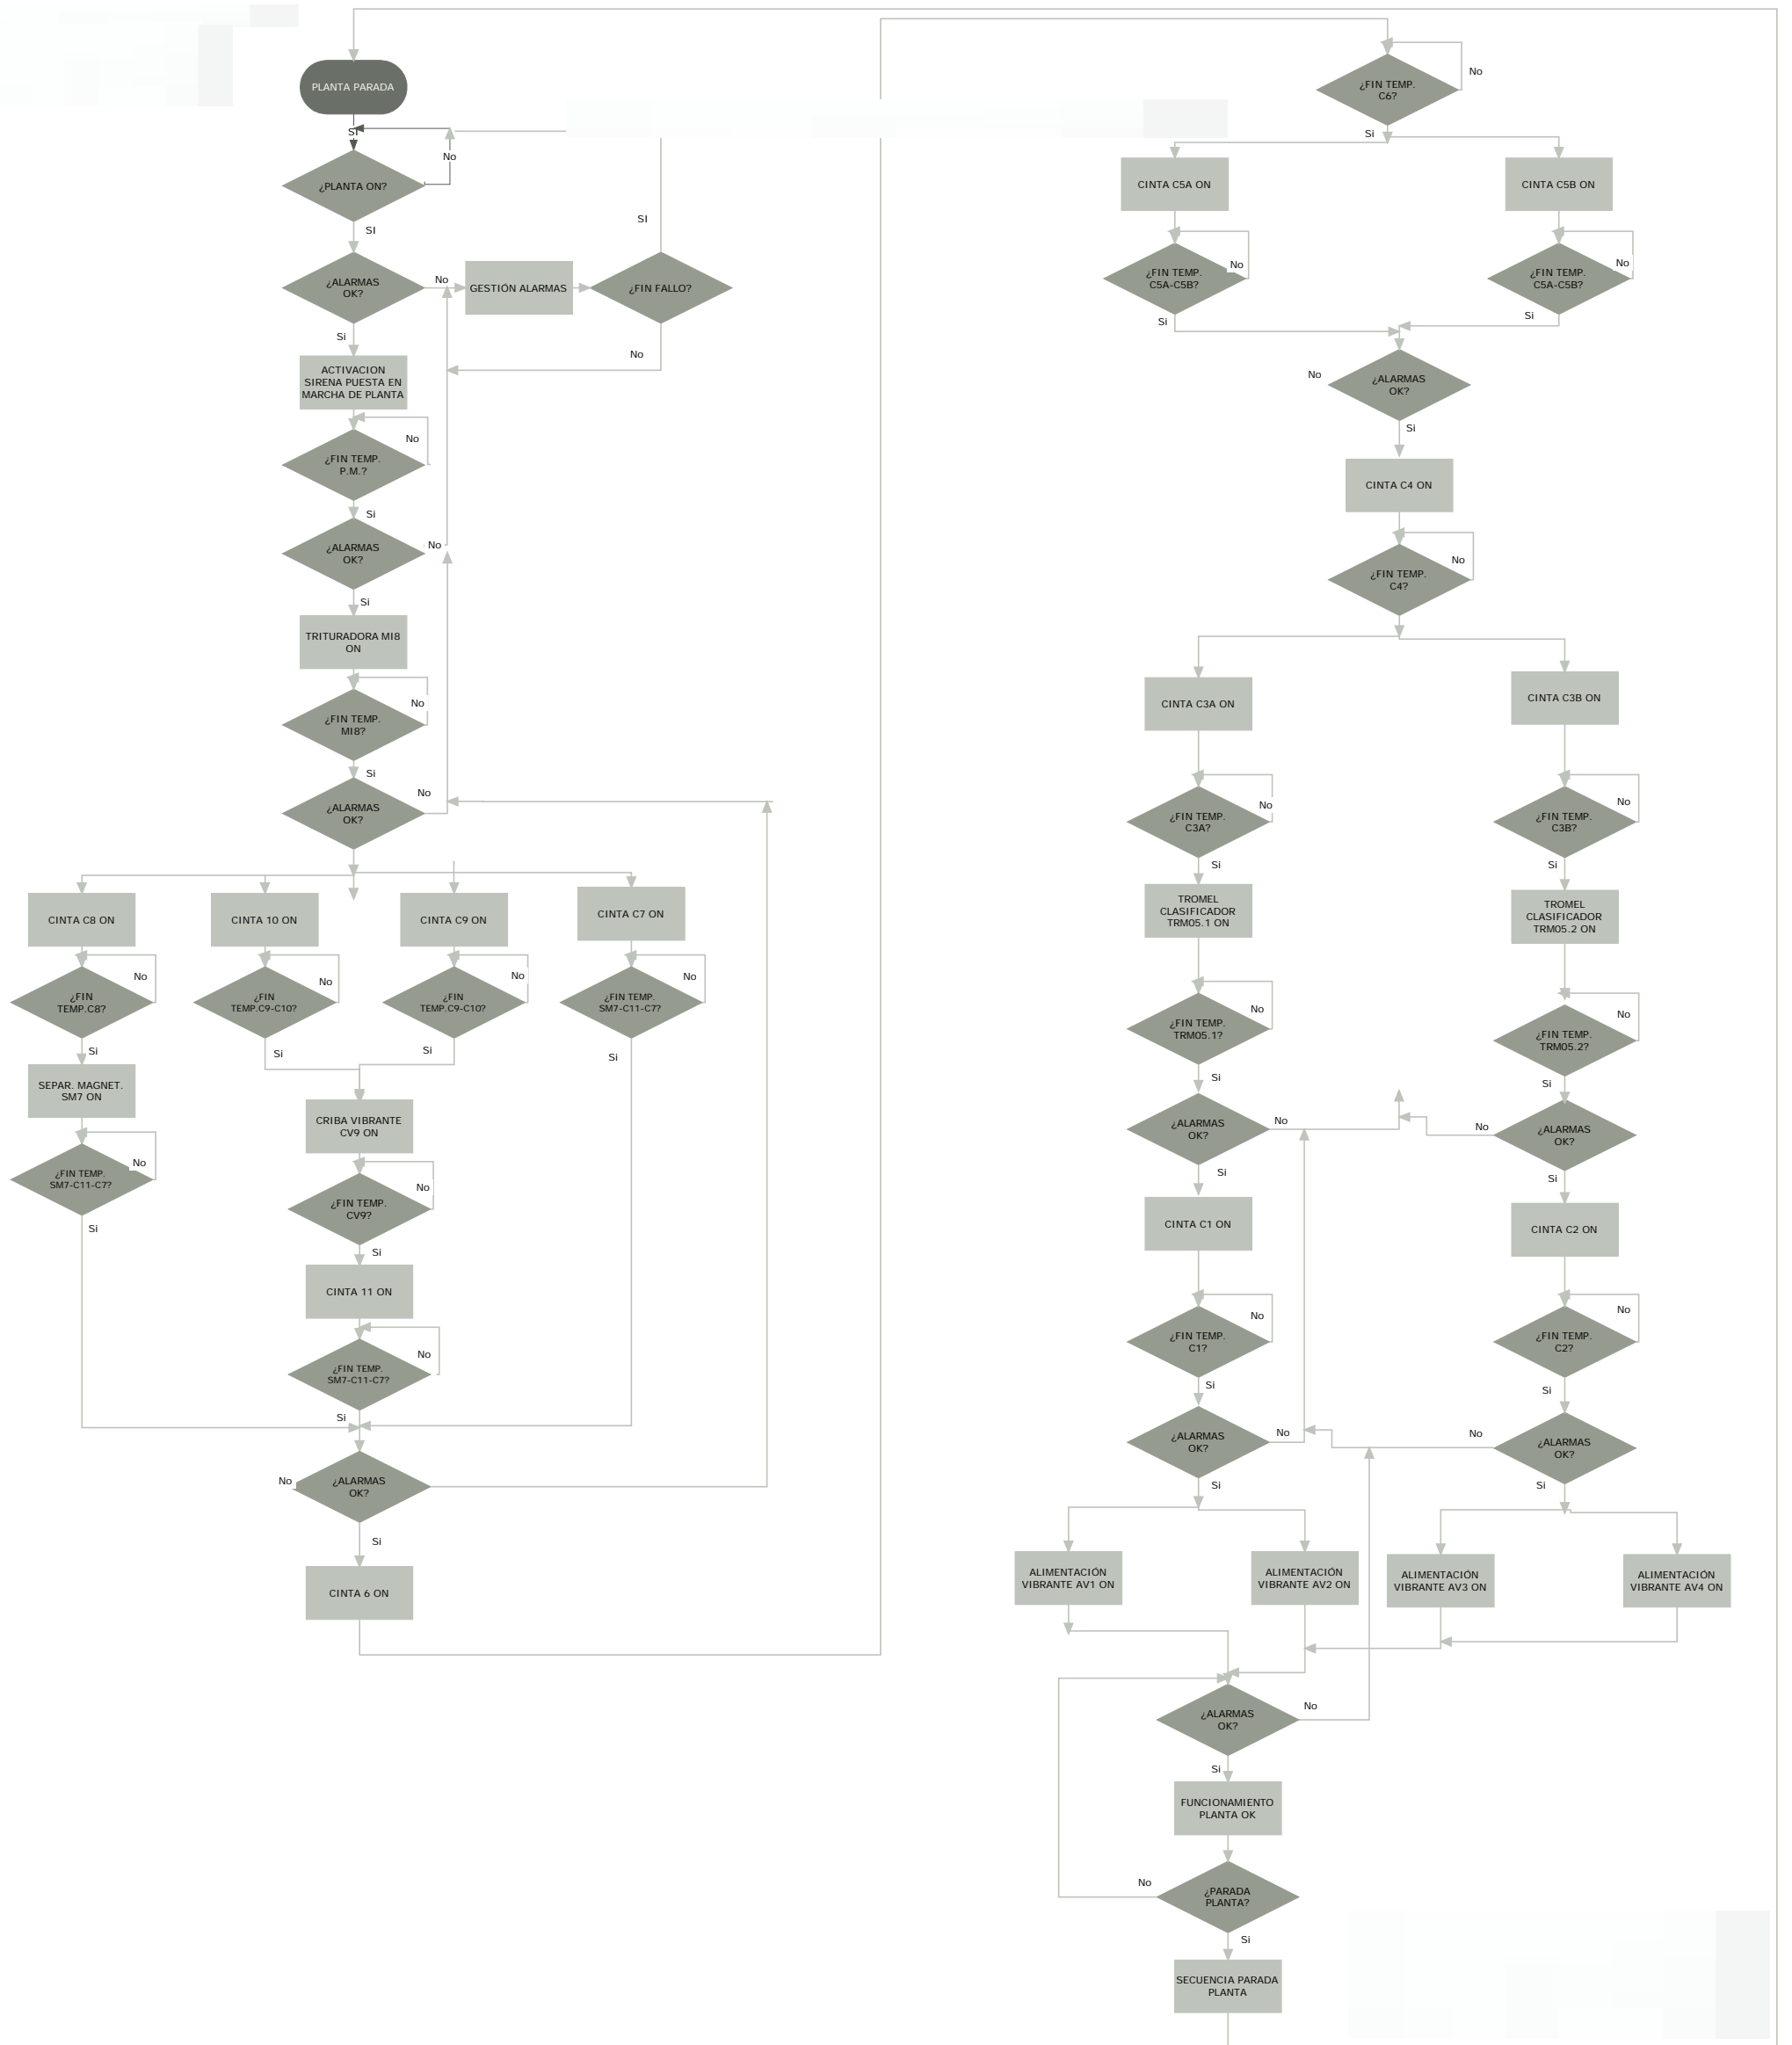 PLANTA PARADA
SI
No
¿PLANTA ON?
SI
¿ALARMAS
OK?
No
GESTIÓN ALARMAS
¿FIN FALLO?
SI
No
Si
ACTIVACION
SIRENA PUESTA EN
MARCHA DE PLANTA
No
¿FIN TEMP.
P.M.?
Si
¿ALARMAS
OK?
No
Si
TRITURADORA MI8
ON
No
¿FIN TEMP.
MI8?
Si
No
¿ALARMAS
OK?
CINTA C8 ON
CINTA 10 ON
CINTA C9 ON
CINTA C7 ON
No
No
No
No
¿FIN
TEMP.C8?
¿FIN
TEMP.C9-C10?
¿FIN
TEMP.C9-C10?
¿FIN TEMP.
SM7-C11-C7?
Si
Si
Si
Si
SEPAR. MAGNET.
SM7 ON
No
¿FIN TEMP.
SM7-C11-C7?
Si
CRIBA VIBRANTE
CV9 ON
No
¿FIN TEMP.
CV9?
Si
CINTA 11 ON
No
¿FIN TEMP.
SM7-C11-C7?
Si
No
¿ALARMAS
OK?
Si
CINTA 6 ON
No
¿FIN TEMP.
C6?
Si
CINTA C5A ON
CINTA C5B ON
No
No
¿FIN TEMP.
C5A-C5B?
¿FIN TEMP.
C5A-C5B?
Si
Si
No
¿ALARMAS
OK?
Si
CINTA C4 ON
No
¿FIN TEMP.
C4?
CINTA C3A ON
CINTA C3B ON
No
No
¿FIN TEMP.
C3A?
¿FIN TEMP.
C3B?
Si
Si
TROMEL
CLASIFICADOR
TRM05.1 ON
TROMEL
CLASIFICADOR
TRM05.2 ON
No
No
¿FIN TEMP.
TRM05.1?
¿FIN TEMP.
TRM05.2?
Si
Si
¿ALARMAS
OK?
No
No
¿ALARMAS
OK?
Si
Si
CINTA C1 ON
CINTA C2 ON
No
No
¿FIN TEMP.
C1?
¿FIN TEMP.
C2?
Si
Si
¿ALARMAS
OK?
No
No
¿ALARMAS
OK?
Si
Si
ALIMENTACIÓN
VIBRANTE AV1 ON
ALIMENTACIÓN
VIBRANTE AV2 ON
ALIMENTACIÓN
VIBRANTE AV3 ON
ALIMENTACIÓN
VIBRANTE AV4 ON
¿ALARMAS
OK?
No
Si
FUNCIONAMIENTO
PLANTA OK
No
¿PARADA
PLANTA?
Si
SECUENCIA PARADA
PLANTA